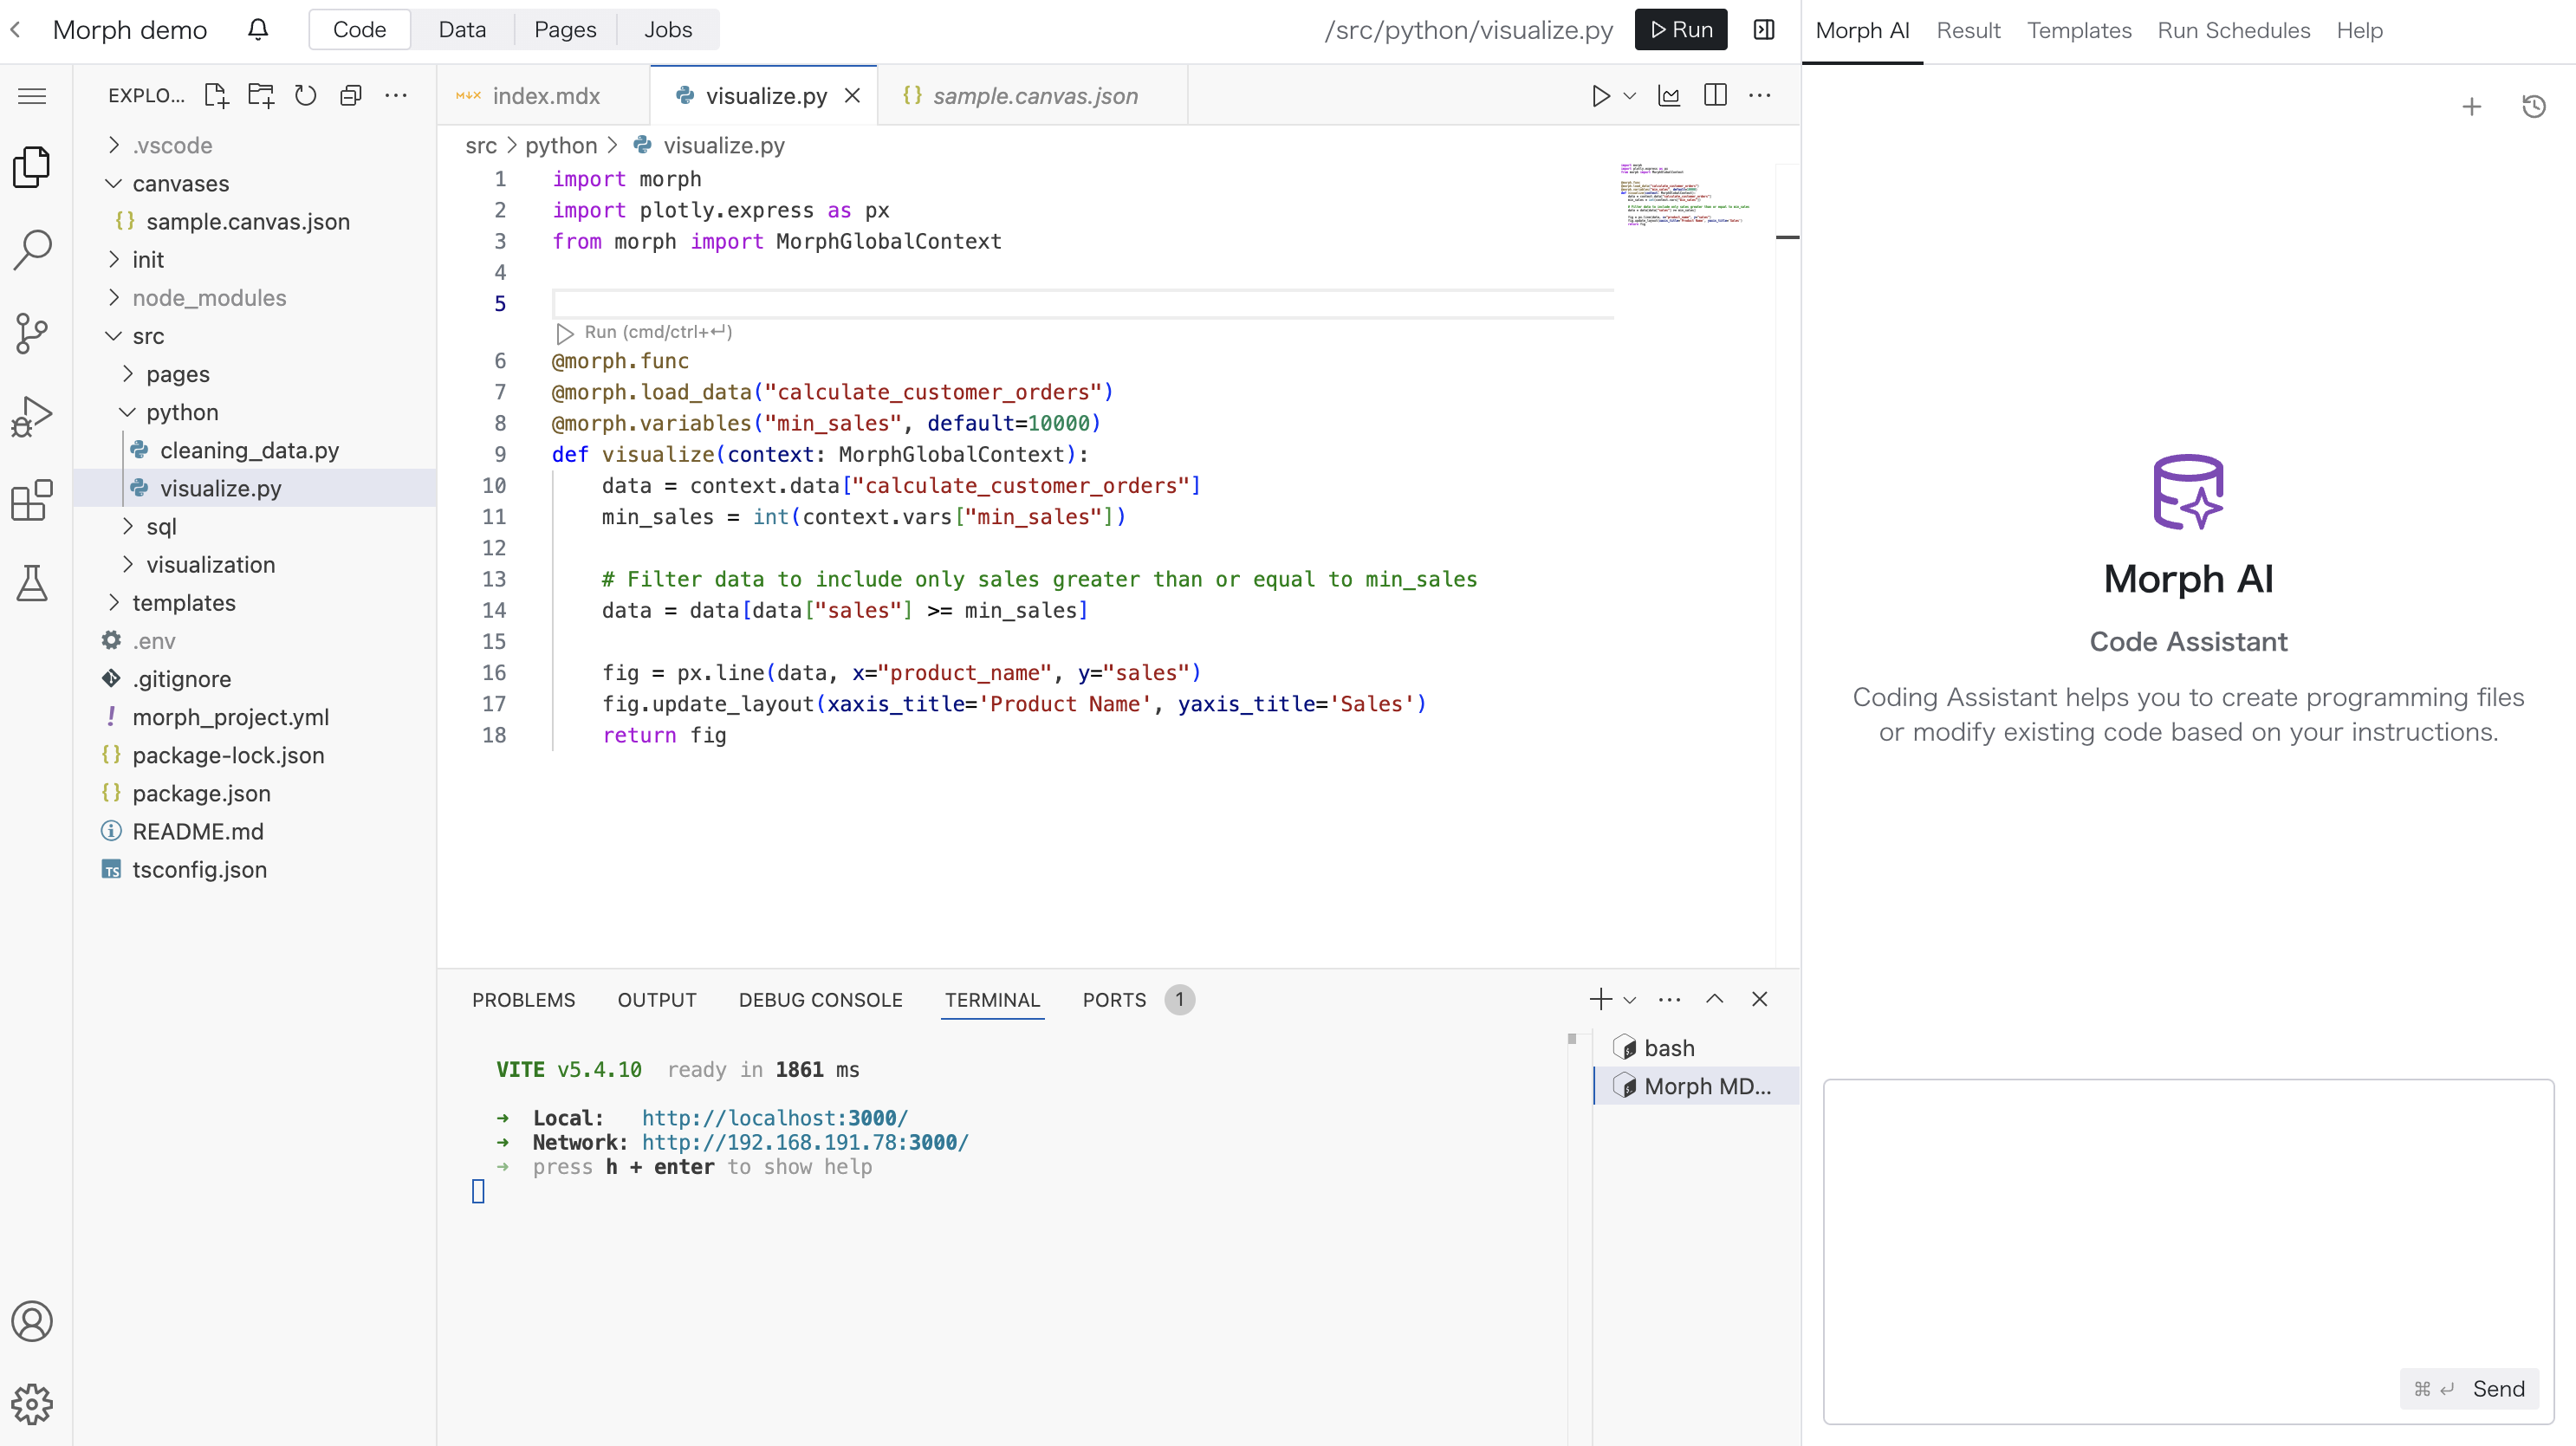 Morph demo
Code
Data
Pages
Jobs
/src/python/visualize.py
Run
Morph AI
Result
Templates
Run Schedules
Help
EXPLO...
.vscode
canvases
{} sample.canvas.json
init
node_modules
src
pages
python
cleaning_data.py
visualize.py
sql
visualization
templates
.env
.gitignore
! morph_project.yml
{} package-lock.json
{} package.json
README.md
TS tsconfig.json
index.mdx
visualize.py
{} sample.canvas.json
src > python > visualize.py
1 import morph
2 import plotly.express as px
3 from morph import MorphGlobalContext
4
5
Run (cmd/ctrl+↵)
6 @morph.func
7 @morph.load_data("calculate_customer_orders")
8 @morph.variables("min_sales", default=10000)
9 def visualize(context: MorphGlobalContext):
10 data = context.data["calculate_customer_orders"]
11 min_sales = int(context.vars["min_sales"])
12
13 # Filter data to include only sales greater than or equal to min_sales
14 data = data[data["sales"] >= min_sales]
15
16 fig = px.line(data, x="product_name", y="sales")
17 fig.update_layout(xaxis_title='Product Name', yaxis_title='Sales')
18 return fig
PROBLEMS
OUTPUT
DEBUG CONSOLE
TERMINAL
PORTS
1
VITE v5.4.10 ready in 1861 ms
➜ Local: http://localhost:3000/
➜ Network: http://192.168.191.78:3000/
➜ press h + enter to show help
bash
Morph MD...
Morph AI
Code Assistant
Coding Assistant helps you to create programming files
or modify existing code based on your instructions.
⌘ ↵ Send